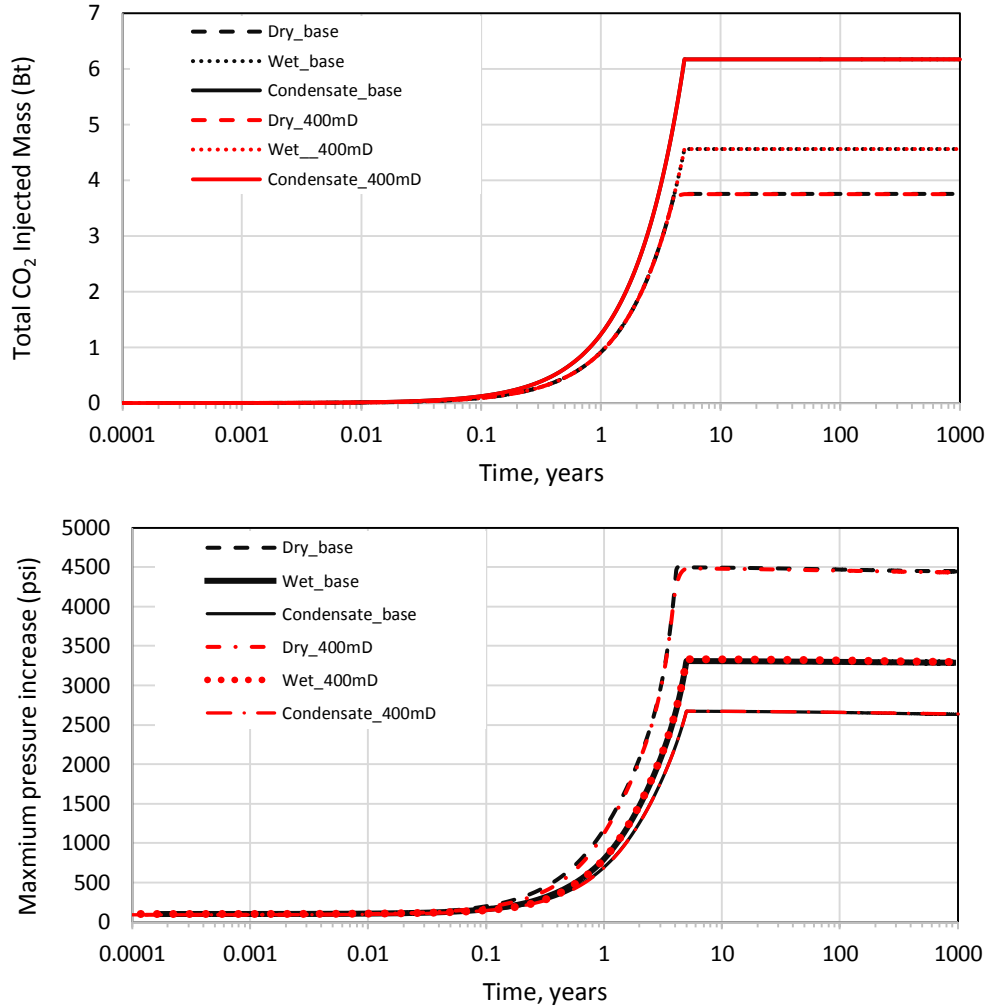 Total CO₂ Injected Mass (Bt)
7
6
5
4
3
2
1
0
Dry_base
Wet_base
Condensate_base
Dry_400mD
Wet__400mD
Condensate_400mD
0.0001 0.001 0.01 0.1 1 10 100 1000
Time, years
Maxmium pressure increase (psi)
5000
4500
4000
3500
3000
2500
2000
1500
1000
500
0
Dry_base
Wet_base
Condensate_base
Dry_400mD
Wet_400mD
Condensate_400mD
0.0001 0.001 0.01 0.1 1 10 100 1000
Time, years